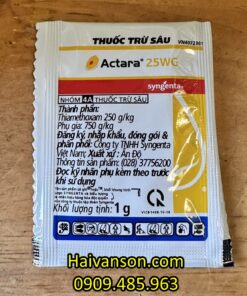 THUỐC TRỪ SÂU
Actara® 25WG
syngenta
NHÓM 4A THUỐC TRỪ SÂU
Thành phần:
Thiamethoxam 250 g/kg
Phụ gia: 750 g/kg
Đăng ký, nhập khẩu, đóng gói &
phân phối: Công ty TNHH Syngenta
Việt Nam; Xuất xứ: Ấn Độ
Thông tin thuốc: (028) 37756200
Đọc kỹ nhãn phụ kèm theo trước
khi sử dụng
Khối lượng tịnh: 1 g
Haivanson.com
0909.485.963